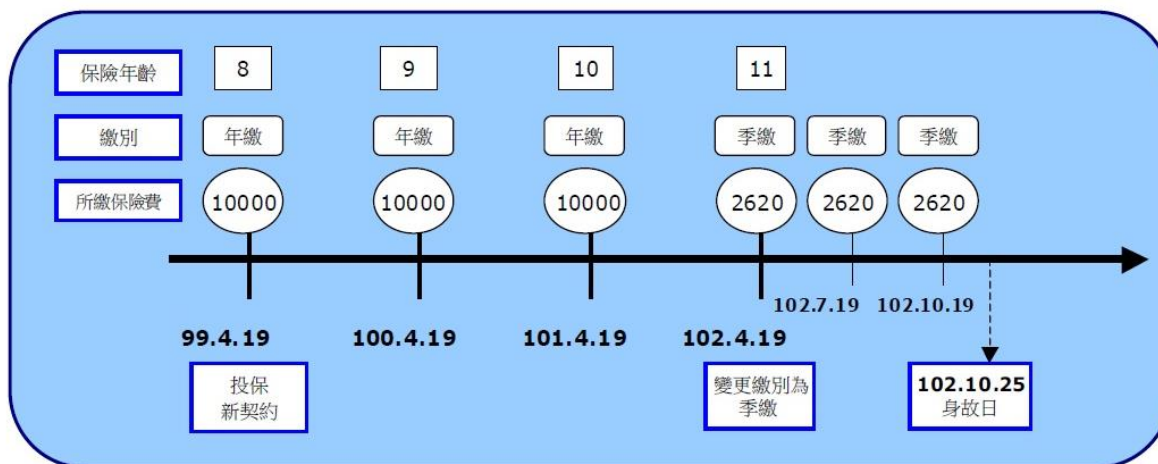 保險年齡 8 9 10 11
繳別 年繳 年繳 年繳 季繳 季繳 季繳
所繳保險費 10000 10000 10000 2620 2620 2620
102.7.19 102.10.19
99.4.19 100.4.19 101.4.19 102.4.19
投保
新契約
變更繳別為
季繳
102.10.25
身故日